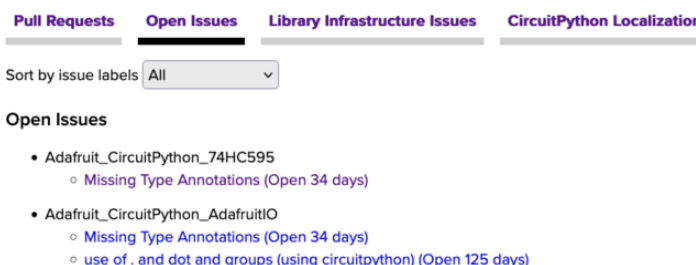 Pull Requests Open Issues Library Infrastructure Issues CircuitPython Localization
Sort by issue labels All
Open Issues
• Adafruit_CircuitPython_74HC595
◦ Missing Type Annotations (Open 34 days)
• Adafruit_CircuitPython_AdafruitIO
◦ Missing Type Annotations (Open 34 days)
◦ use of . and dot and groups (using circuitpython) (Open 125 days)